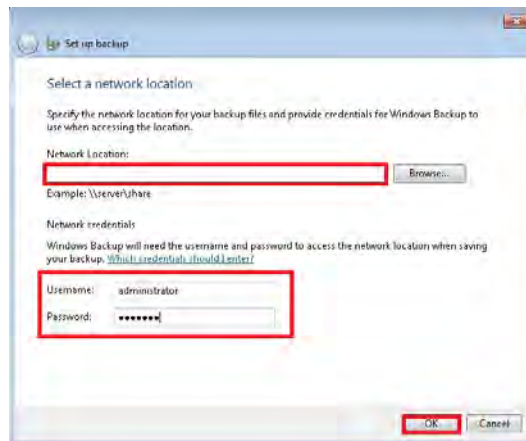 Set up backup
Select a network location
Specify the network location for your backup files and provide credentials for Windows Backup to
use when accessing the location.
Network Location:
Browse...
Example: \\server\share
Network credentials
Windows Backup will need the username and password to access the network location when saving
your backup. Which credentials should I enter?
Username: administrator
Password: •••••••
OK Cancel